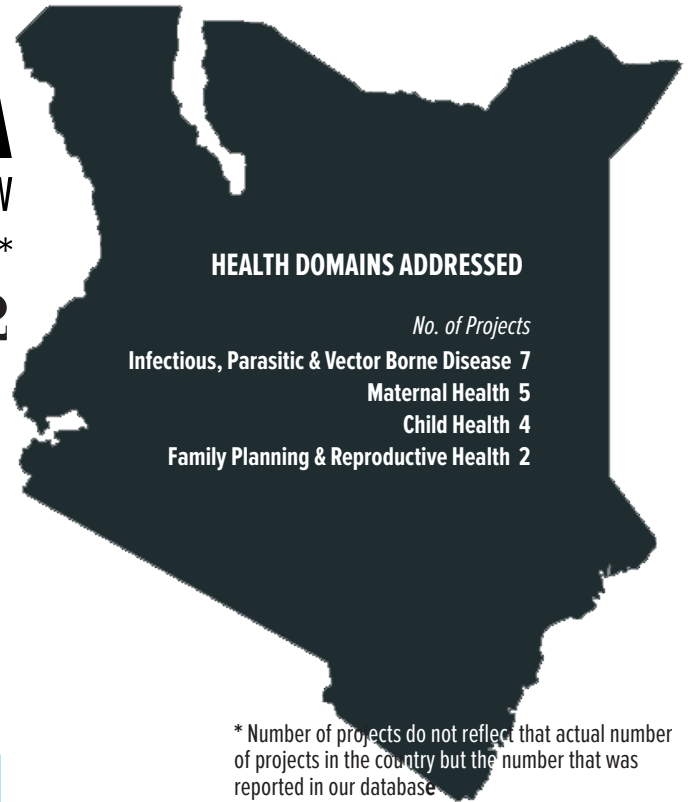 A
W
*
2
HEALTH DOMAINS ADDRESSED
No. of Projects
Infectious, Parasitic & Vector Borne Disease 7
Maternal Health 5
Child Health 4
Family Planning & Reproductive Health 2
* Number of projects do not reflect that actual number
of projects in the country but the number that was
reported in our database